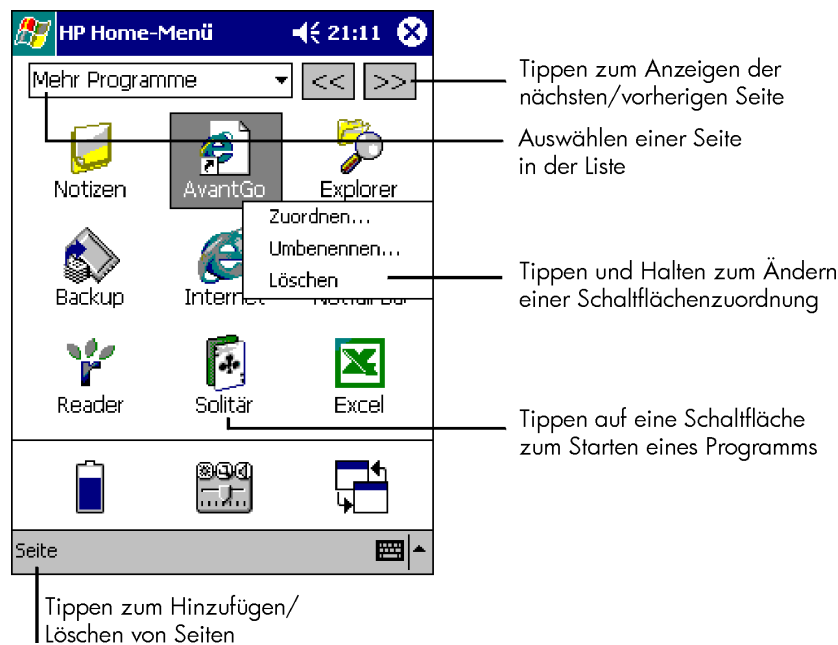 HP Home-Menü 21:11
Mehr Programme << >>
Tippen zum Anzeigen der
nächsten/vorherigen Seite
Auswählen einer Seite
in der Liste
Notizen AvantGo Explorer
Zuordnen...
Umbenennen...
Löschen
Tippen und Halten zum Ändern
einer Schaltflächenzuordnung
Backup Internet
Reader Solitär Excel
Tippen auf eine Schaltfläche
zum Starten eines Programms
Seite
Tippen zum Hinzufügen/
Löschen von Seiten